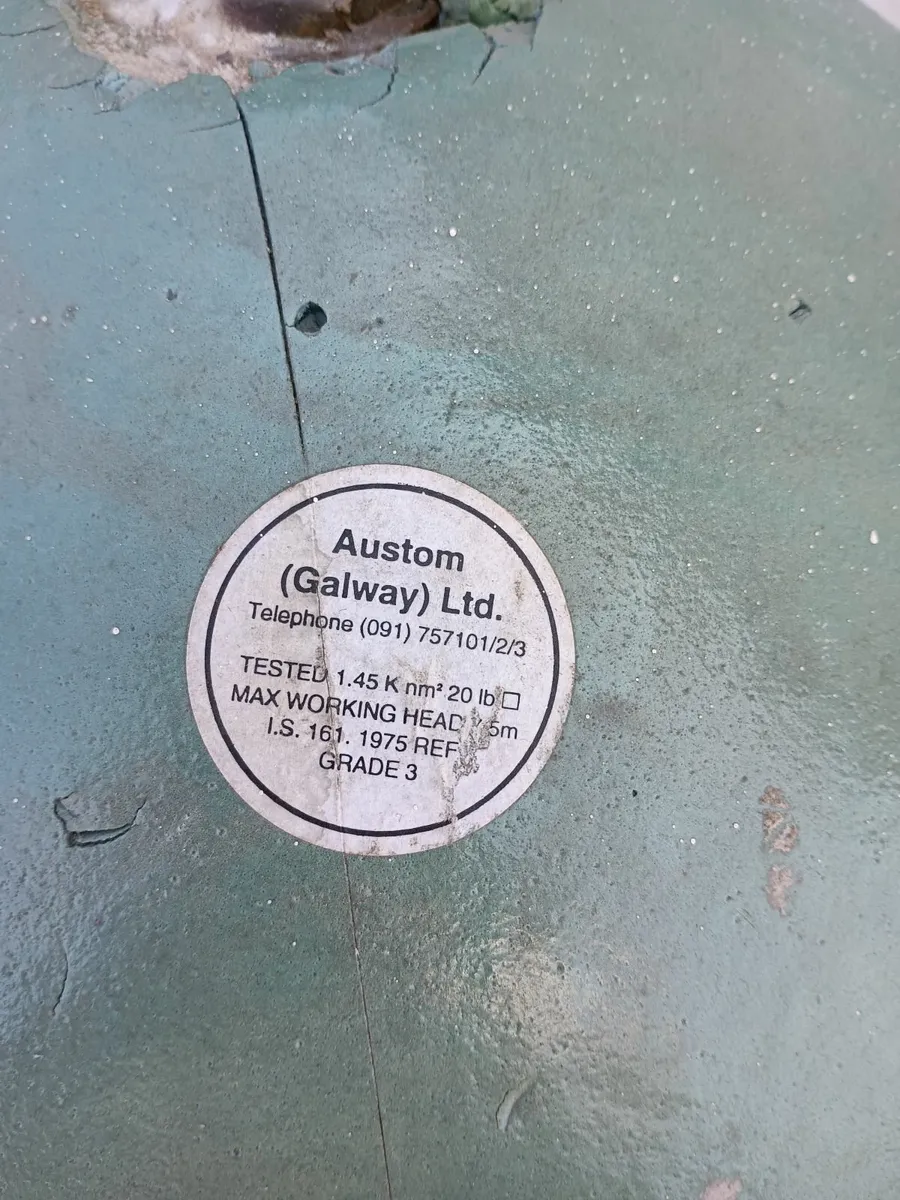 Austom
(Galway) Ltd.
Telephone (091) 757101/2/3
TESTED 1.45 K nm² 20 lb □
MAX WORKING HEAD 5m
I.S. 161. 1975 REF
GRADE 3